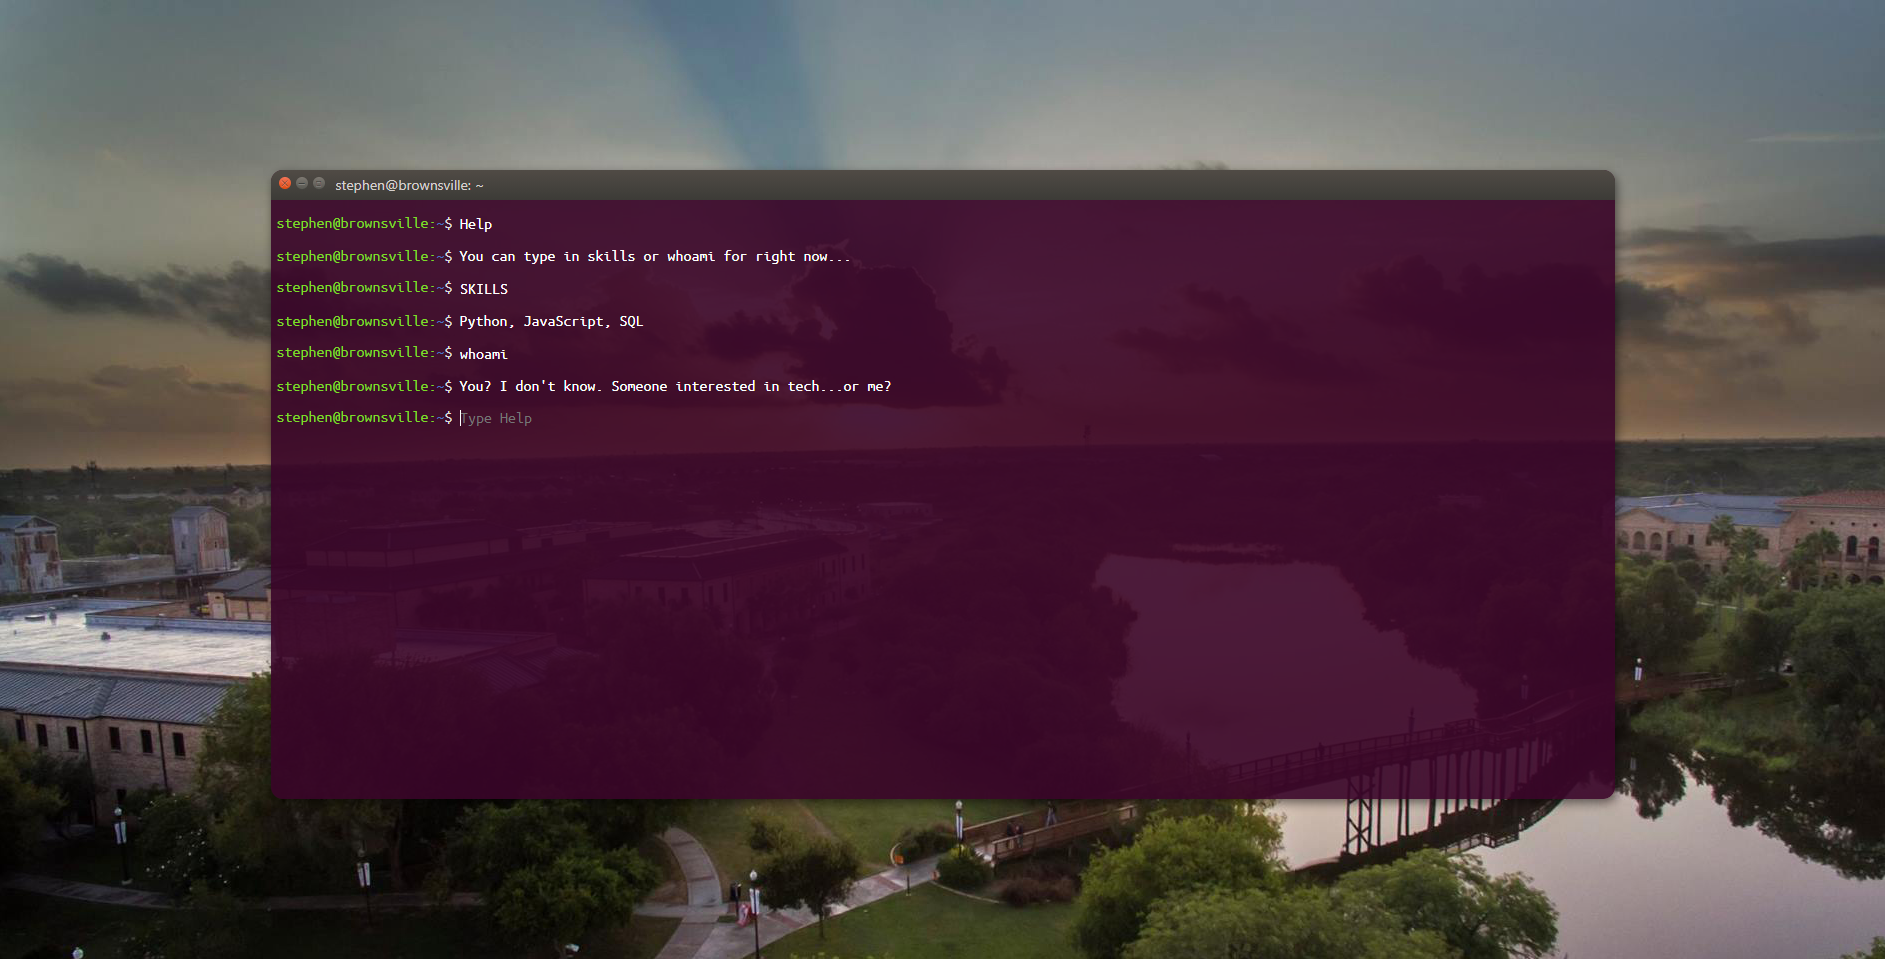 stephen@brownsville: ~
stephen@brownsville:~$ Help
stephen@brownsville:~$ You can type in skills or whoami for right now...
stephen@brownsville:~$ SKILLS
stephen@brownsville:~$ Python, JavaScript, SQL
stephen@brownsville:~$ whoami
stephen@brownsville:~$ You? I don't know. Someone interested in tech...or me?
stephen@brownsville:~$ Type Help